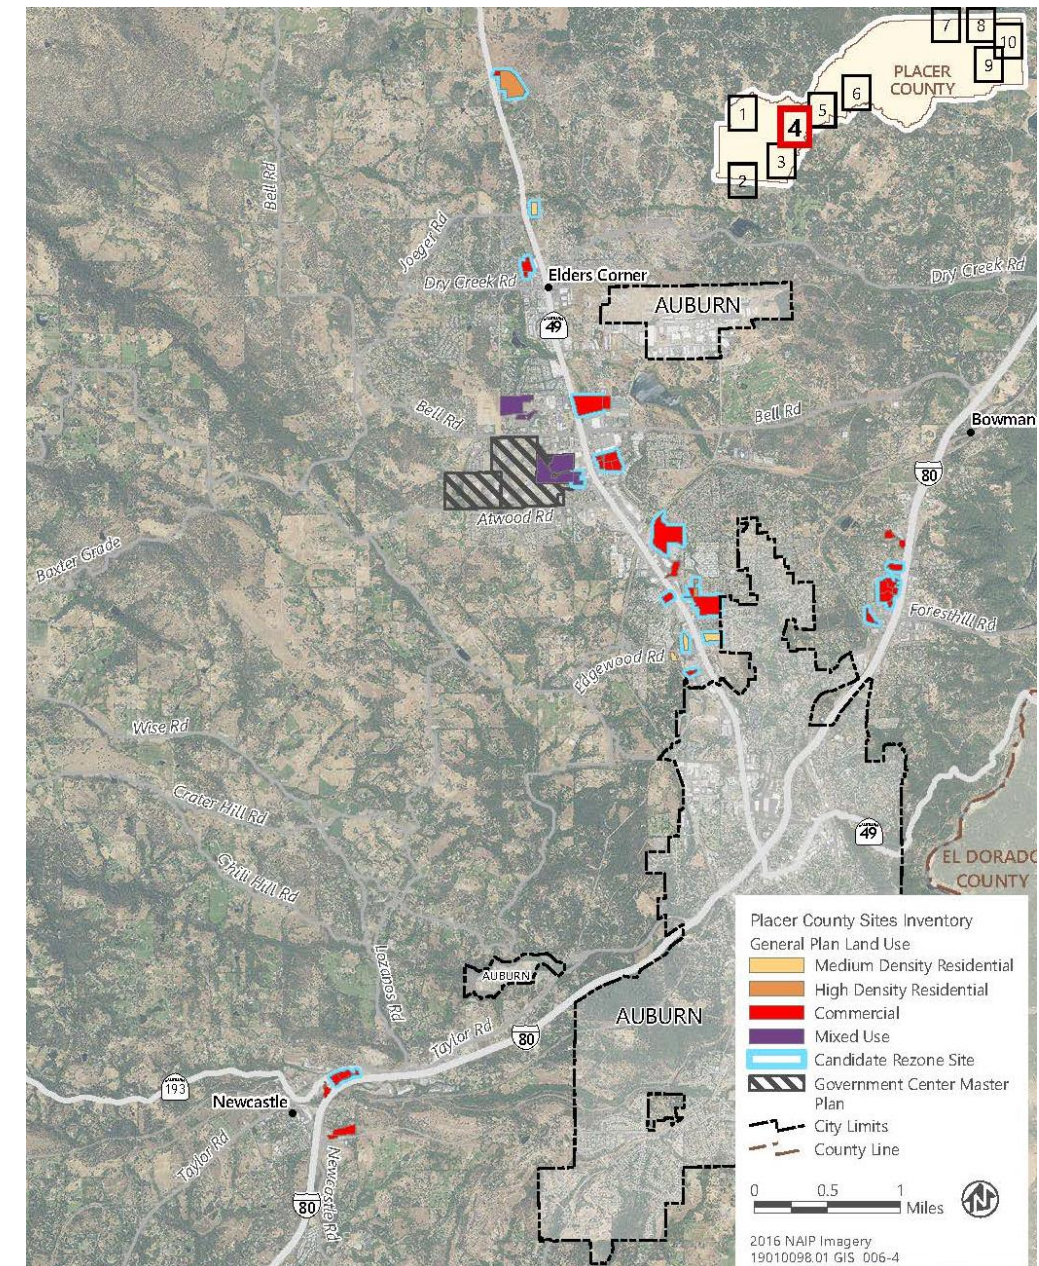 7
8
10
9
PLACER
COUNTY
6
5
1
4
3
2
Bell Rd
Joeger Rd
Dry Creek Rd
Elders Corner
Dry Creek Rd
AUBURN
CALIFORNIA
49
Bell Rd
Bell Rd
Bowman
80
Atwood Rd
Baxter Grade
Foresthill Rd
Edgewood Rd
Wise Rd
Crater Hill Rd
CALIFORNIA
49
EL DORADO
COUNTY
Chili Hill Rd
Lozanos Rd
AUBURN
AUBURN
Taylor Rd
80
CALIFORNIA
193
Newcastle
Taylor Rd
Newcastle Rd
80
Placer County Sites Inventory
General Plan Land Use
Medium Density Residential
High Density Residential
Commercial
Mixed Use
Candidate Rezone Site
Government Center Master
Plan
City Limits
County Line
0 0.5 1
Miles
N
2016 NAIP Imagery
19010098.01 GIS 006-4